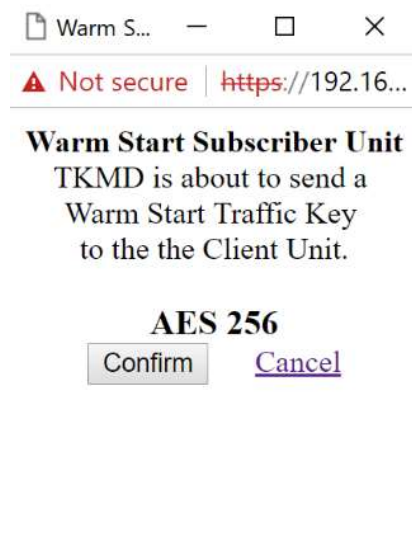 Warm S...
Not secure https://192.16...
Warm Start Subscriber Unit
TKMD is about to send a
Warm Start Traffic Key
to the the Client Unit.
AES 256
Confirm Cancel